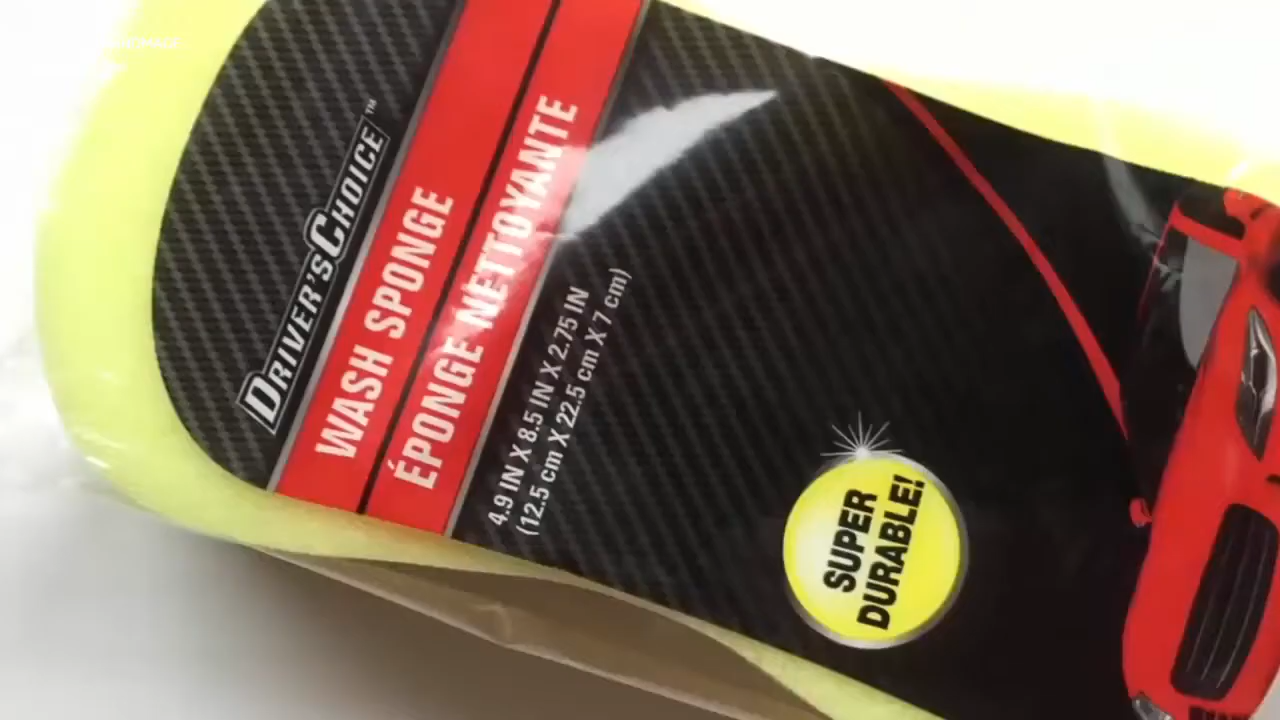 DRIVER'S CHOICE™
WASH SPONGE
ÉPONGE NETTOYANTE
4.9 IN X 8.5 IN X 2.75 IN
(12.5 cm X 22.5 cm X 7 cm)
SUPER
DURABLE!